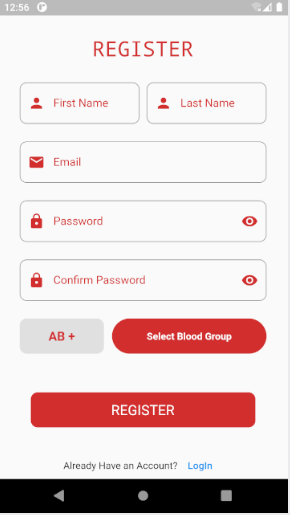 12:56
REGISTER
First Name Last Name
Email
Password
Confirm Password
AB + Select Blood Group
REGISTER
Already Have an Account? LogIn